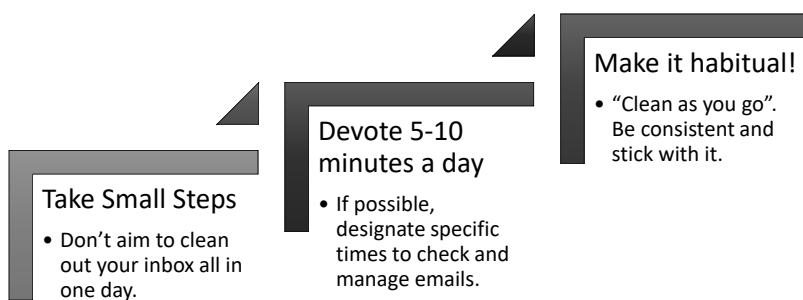 Take Small Steps
• Don’t aim to clean
out your inbox all in
one day.
Devote 5-10
minutes a day
• If possible,
designate specific
times to check and
manage emails.
Make it habitual!
• “Clean as you go”.
Be consistent and
stick with it.